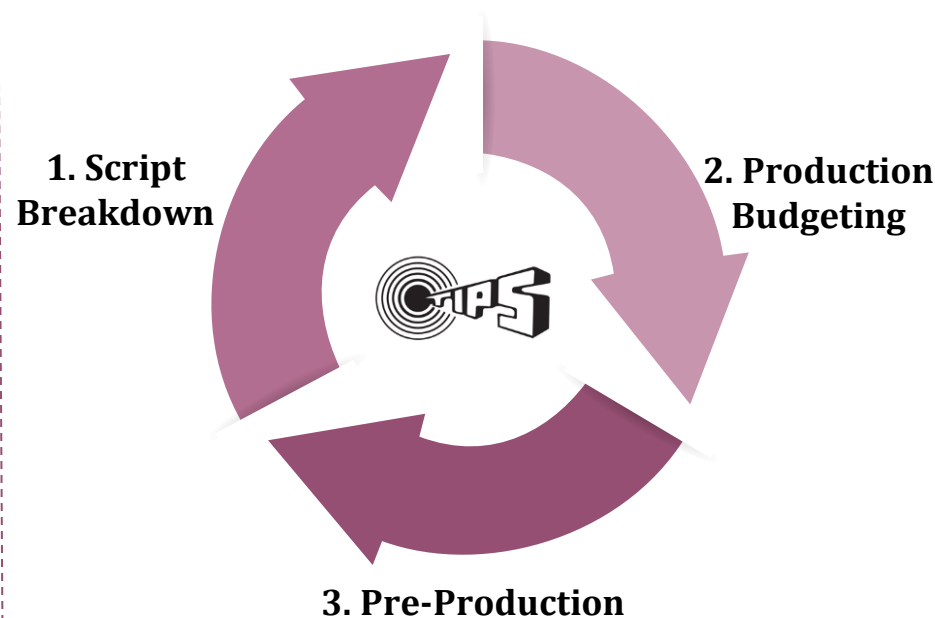 1. Script
Breakdown
2. Production
Budgeting
TIPS
3. Pre-Production